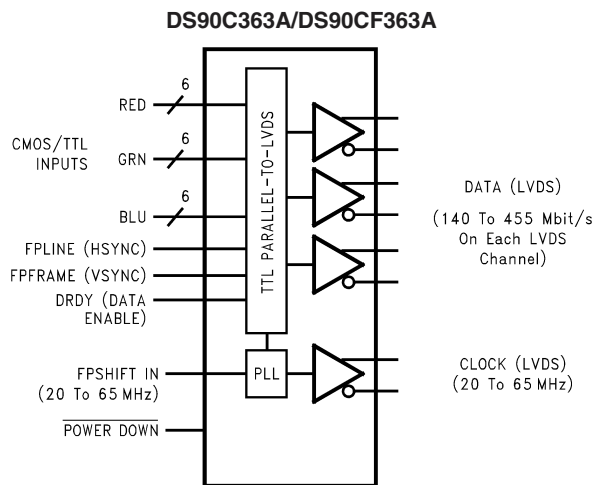 DS90C363A/DS90CF363A
RED
6
CMOS/TTL
INPUTS
GRN
6
BLU
6
FPLINE (HSYNC)
FPFRAME (VSYNC)
DRDY (DATA
ENABLE)
TTL PARALLEL-TO-LVDS
DATA (LVDS)
(140 To 455 Mbit/s
On Each LVDS
Channel)
FPSHIFT IN
(20 To 65 MHz)
PLL
CLOCK (LVDS)
(20 To 65 MHz)
POWER DOWN